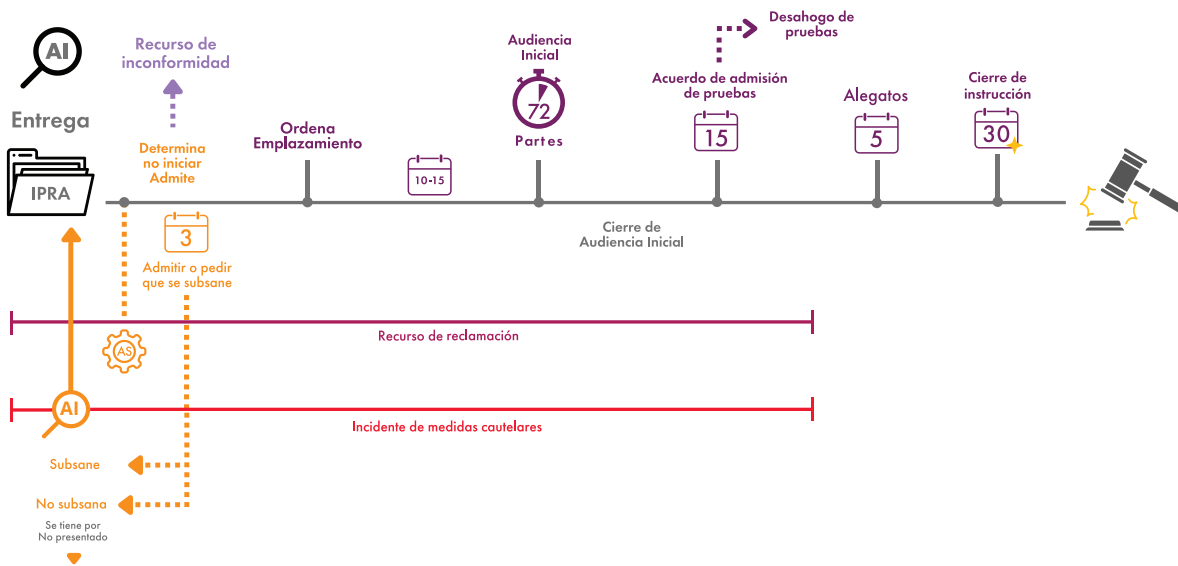 AI
Entrega
IPRA
Recurso de
inconformidad
Determina
no iniciar
Admite
3
Admitir o pedir
que se subsane
Ordena
Emplazamiento
10-15
Audiencia
Inicial
72
Partes
Cierre de
Audiencia Inicial
Desahogo de
pruebas
Acuerdo de admisión
de pruebas
15
Alegatos
5
Cierre de
instrucción
30
Recurso de reclamación
AS
AI
Incidente de medidas cautelares
Subsane
No subsana
Se tiene por
No presentado